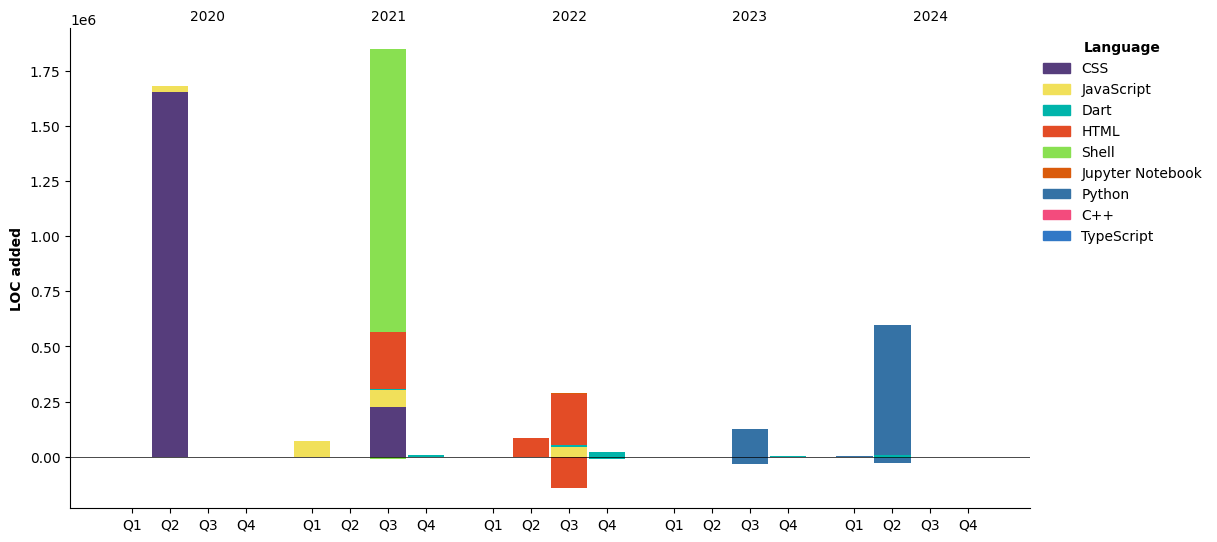 1e6
2020 2021 2022 2023 2024
Language
CSS
JavaScript
Dart
HTML
Shell
Jupyter Notebook
Python
C++
TypeScript
LOC added
1.75
1.50
1.25
1.00
0.75
0.50
0.25
0.00
Q1 Q2 Q3 Q4 Q1 Q2 Q3 Q4 Q1 Q2 Q3 Q4 Q1 Q2 Q3 Q4 Q1 Q2 Q3 Q4